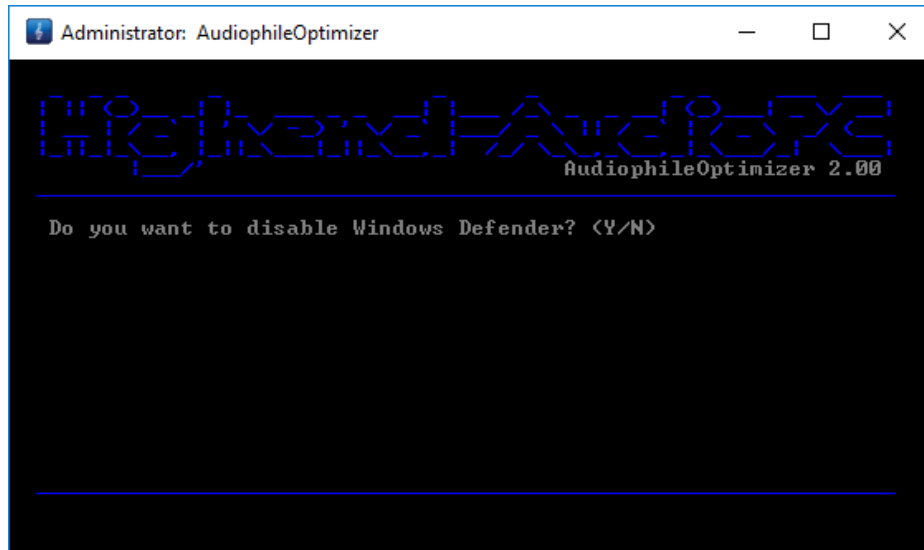 Administrator: AudiophileOptimizer
Highend-AudioPC
AudiophileOptimizer 2.00
Do you want to disable Windows Defender? (Y/N)